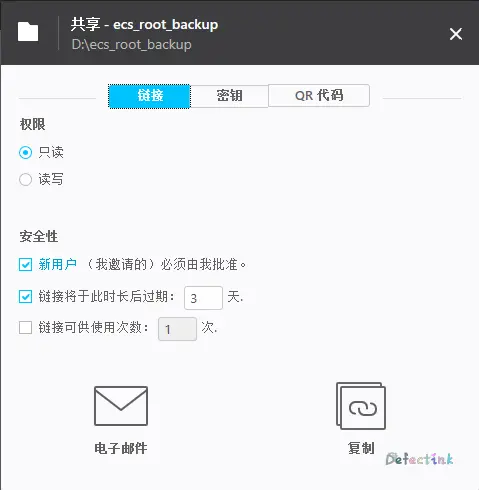 共享 - ecs_root_backup
D:\ecs_root_backup
链接 密钥 QR 代码
权限
只读
读写
安全性
新用户 （我邀请的）必须由我批准。
链接将于此时长后过期： 3 天.
链接可供使用次数： 1 次.
电子邮件 复制
Defectink